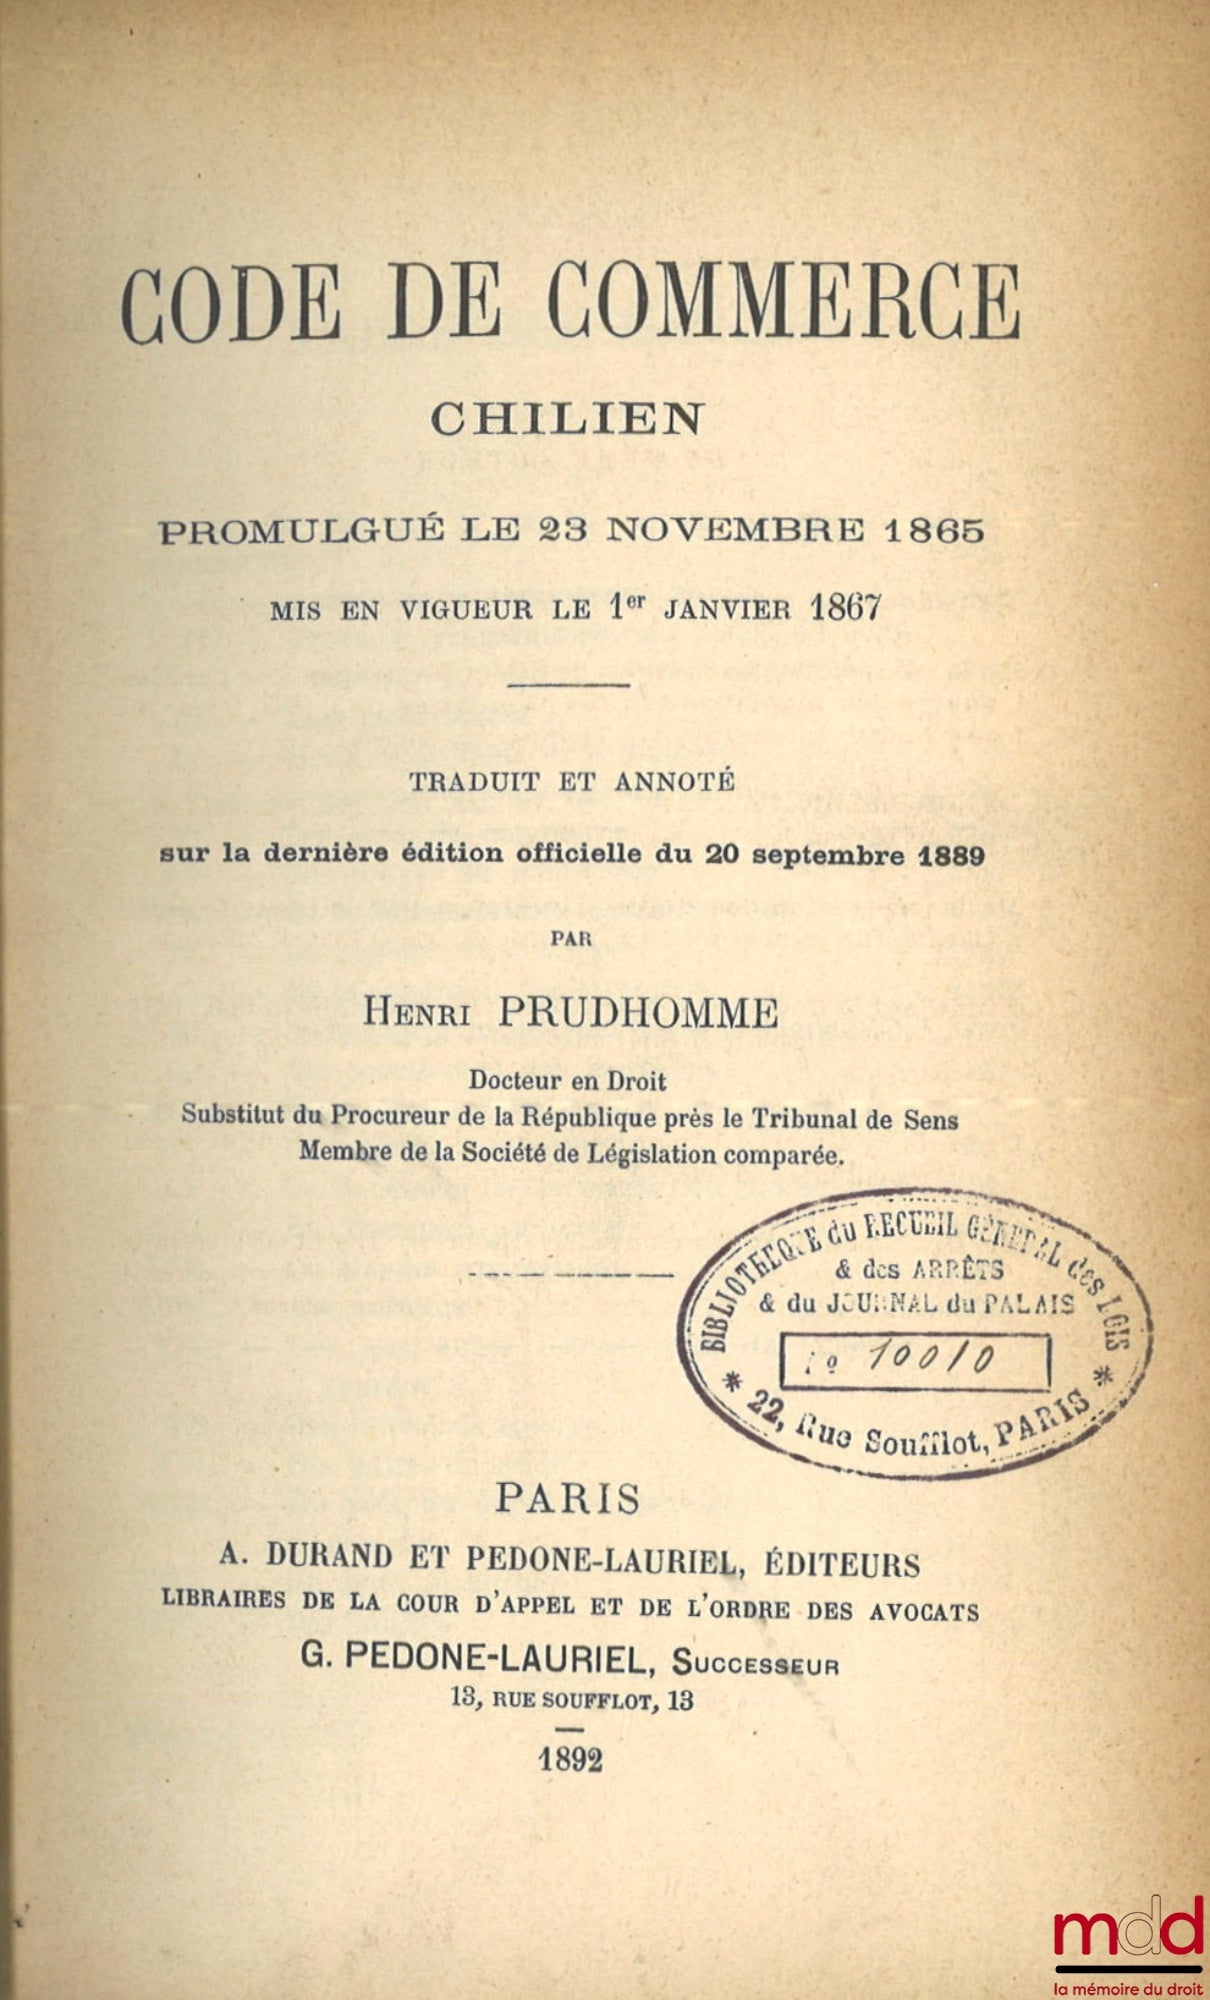 CODE DE COMMERCE
CHILIEN
PROMULGUÉ LE 23 NOVEMBRE 1865
MIS EN VIGUEUR LE 1er JANVIER 1867
TRADUIT ET ANNOTÉ
sur la dernière édition officielle du 20 septembre 1889
PAR
HENRI PRUDHOMME
Docteur en Droit
Substitut du Procureur de la République près le Tribunal de Sens
Membre de la Société de Législation comparée.
BIBLIOTHEQUE du RECUEIL GÉNÉRAL des LOIS
& des ARRÊTS
& du JOURNAL du PALAIS
10010
* 22, Rue Soufflot, PARIS *
PARIS
A. DURAND ET PEDONE-LAURIEL, ÉDITEURS
LIBRAIRES DE LA COUR D'APPEL ET DE L'ORDRE DES AVOCATS
G. PEDONE-LAURIEL, SUCCESSEUR
13, RUE SOUFFLOT, 13
1892
mdd
la mémoire du droit